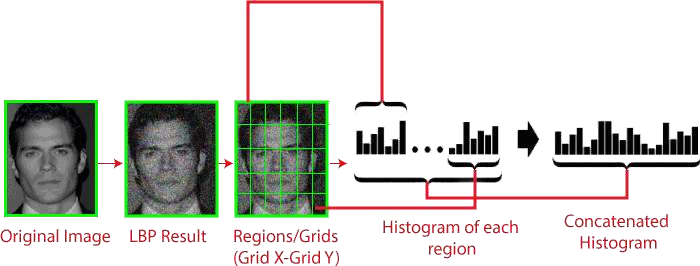 Original Image
LBP Result
Regions/Grids
(Grid X-Grid Y)
Histogram of each
region
Concatenated
Histogram